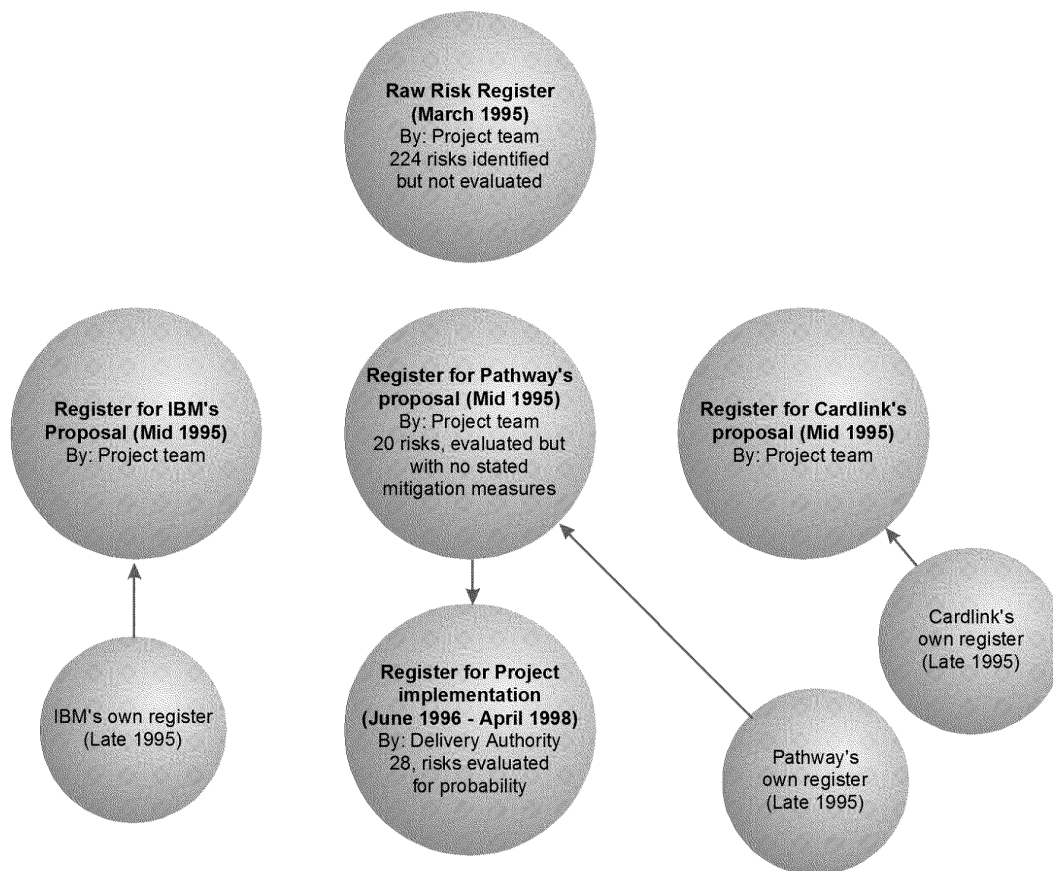 Raw Risk Register
(March 1995)
By: Project team
224 risks identified
but not evaluated
Register for IBM's
Proposal (Mid 1995)
By: Project team
Register for Pathway's
proposal (Mid 1995)
By: Project team
20 risks, evaluated but
with no stated
mitigation measures
Register for Cardlink's
proposal (Mid 1995)
By: Project team
IBM's own register
(Late 1995)
Register for Project
implementation
(June 1996 - April 1998)
By: Delivery Authority
28, risks evaluated
for probability
Cardlink's
own register
(Late 1995)
Pathway's
own register
(Late 1995)